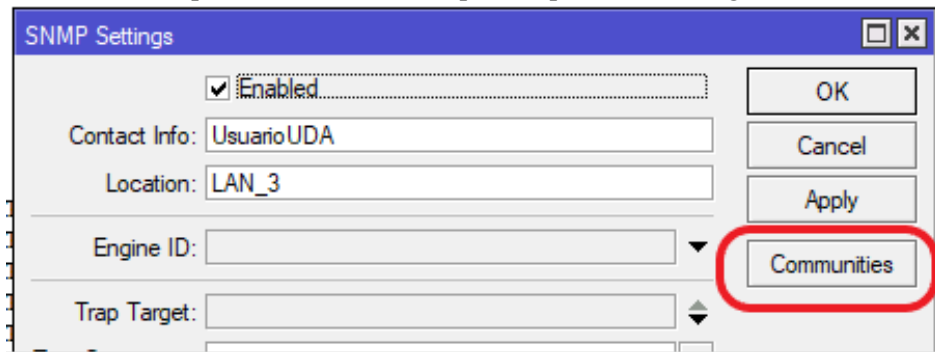 SNMP Settings
Enabled
OK
Contact Info: UsuarioUDA
Cancel
Location: LAN_3
Apply
Engine ID:
Communities
Trap Target: